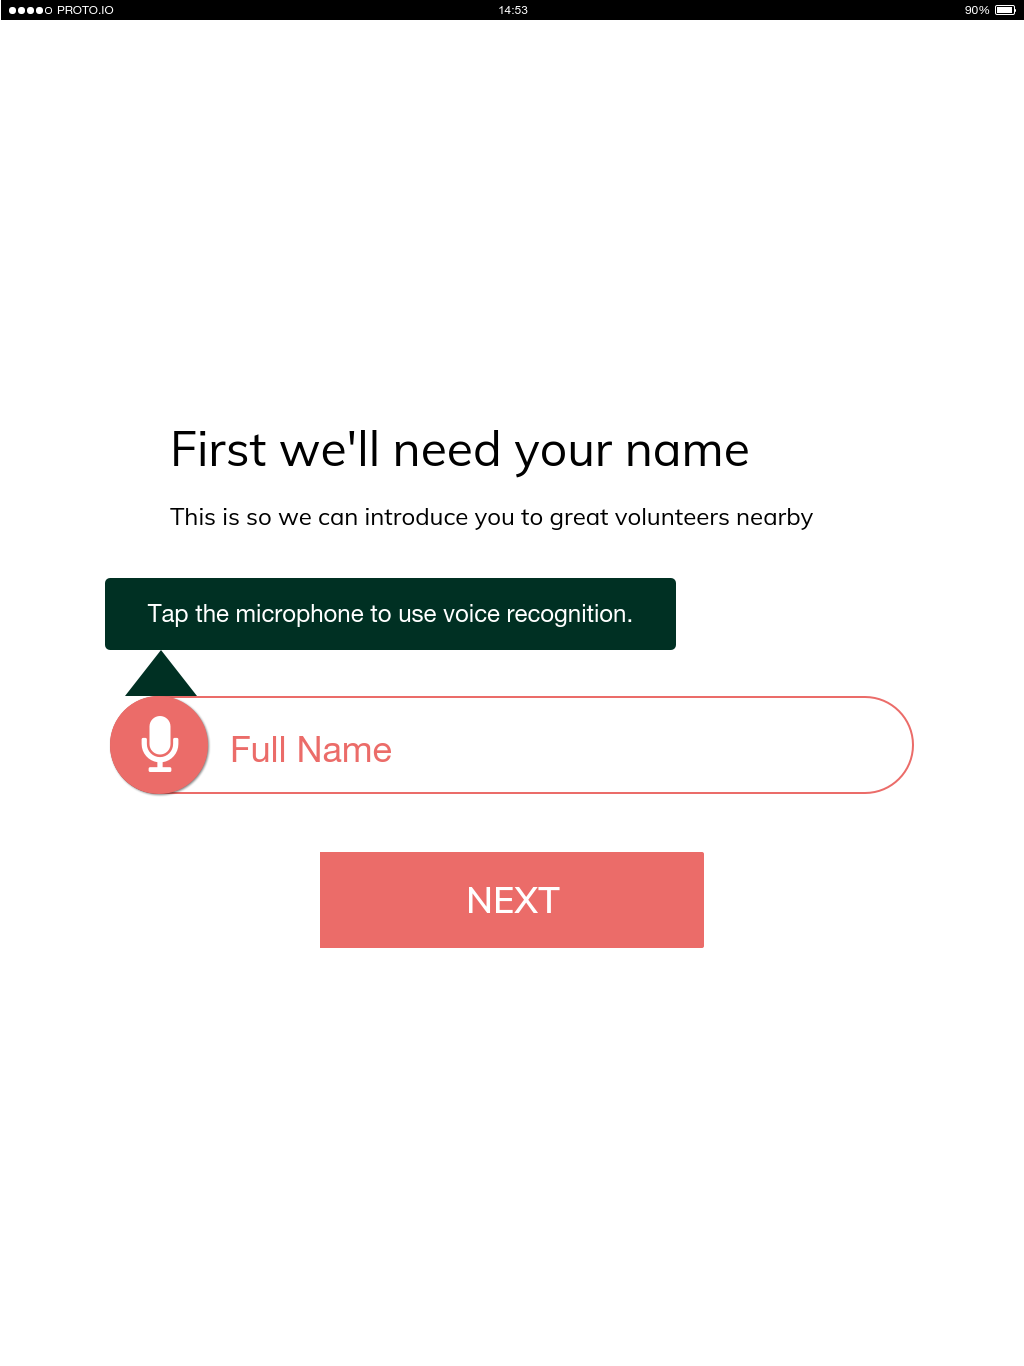 PROTO.IO 14:53 90%
First we'll need your name
This is so we can introduce you to great volunteers nearby
Tap the microphone to use voice recognition.
Full Name
NEXT